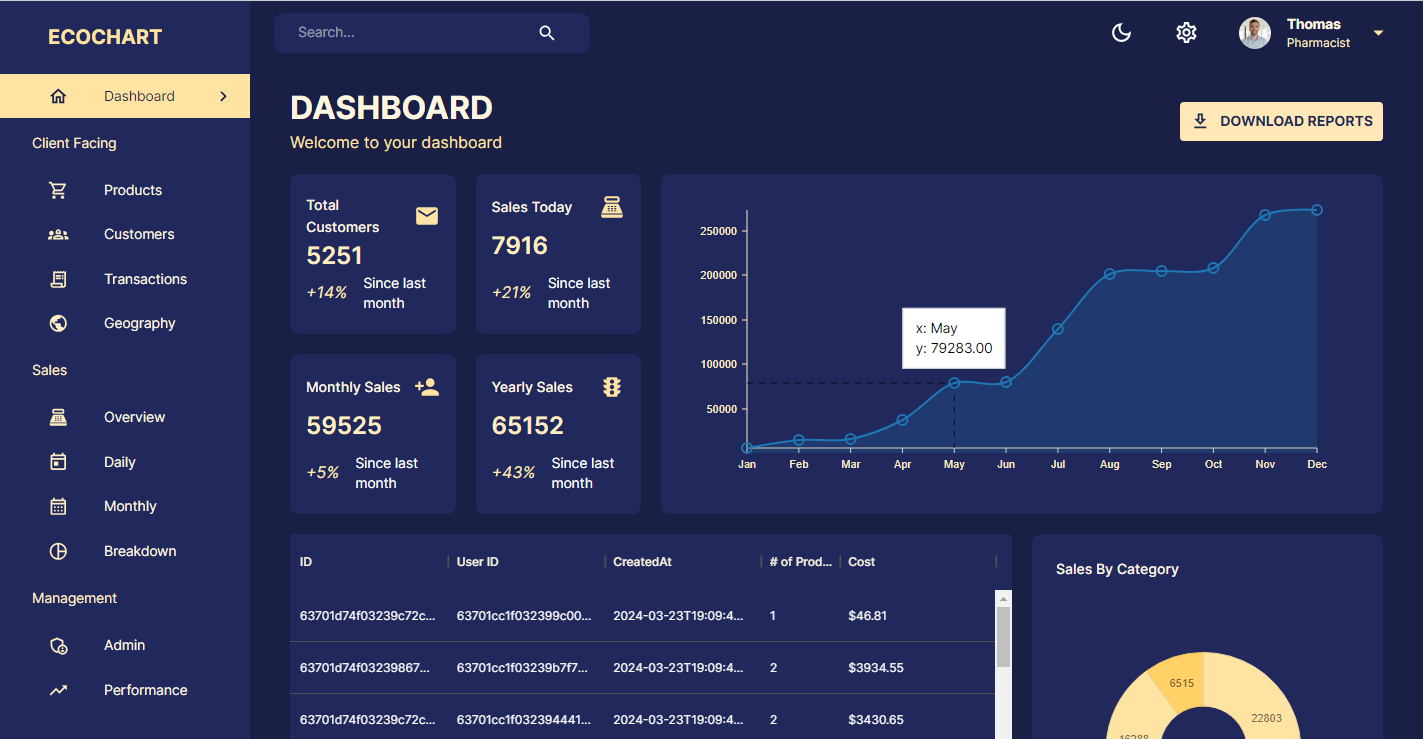 ECOCHART
Search...
Thomas
Pharmacist
Dashboard
Client Facing
Products
Customers
Transactions
Geography
Sales
Overview
Daily
Monthly
Breakdown
Management
Admin
Performance
DASHBOARD
Welcome to your dashboard
DOWNLOAD REPORTS
Total
Customers
5251
+14%
Since last
month
Sales Today
7916
+21%
Since last
month
Monthly Sales
59525
+5%
Since last
month
Yearly Sales
65152
+43%
Since last
month
250000
200000
150000
100000
50000
x: May
y: 79283.00
Jan Feb Mar Apr May Jun Jul Aug Sep Oct Nov Dec
ID User ID CreatedAt # of Prod... Cost
63701d74f03239c72c... 63701cc1f032399c00... 2024-03-23T19:09:4... 1 $46.81
63701d74f03239867... 63701cc1f03239b7f7... 2024-03-23T19:09:4... 2 $3934.55
63701d74f03239c72c... 63701cc1f032394441... 2024-03-23T19:09:4... 2 $3430.65
Sales By Category
6515
22803